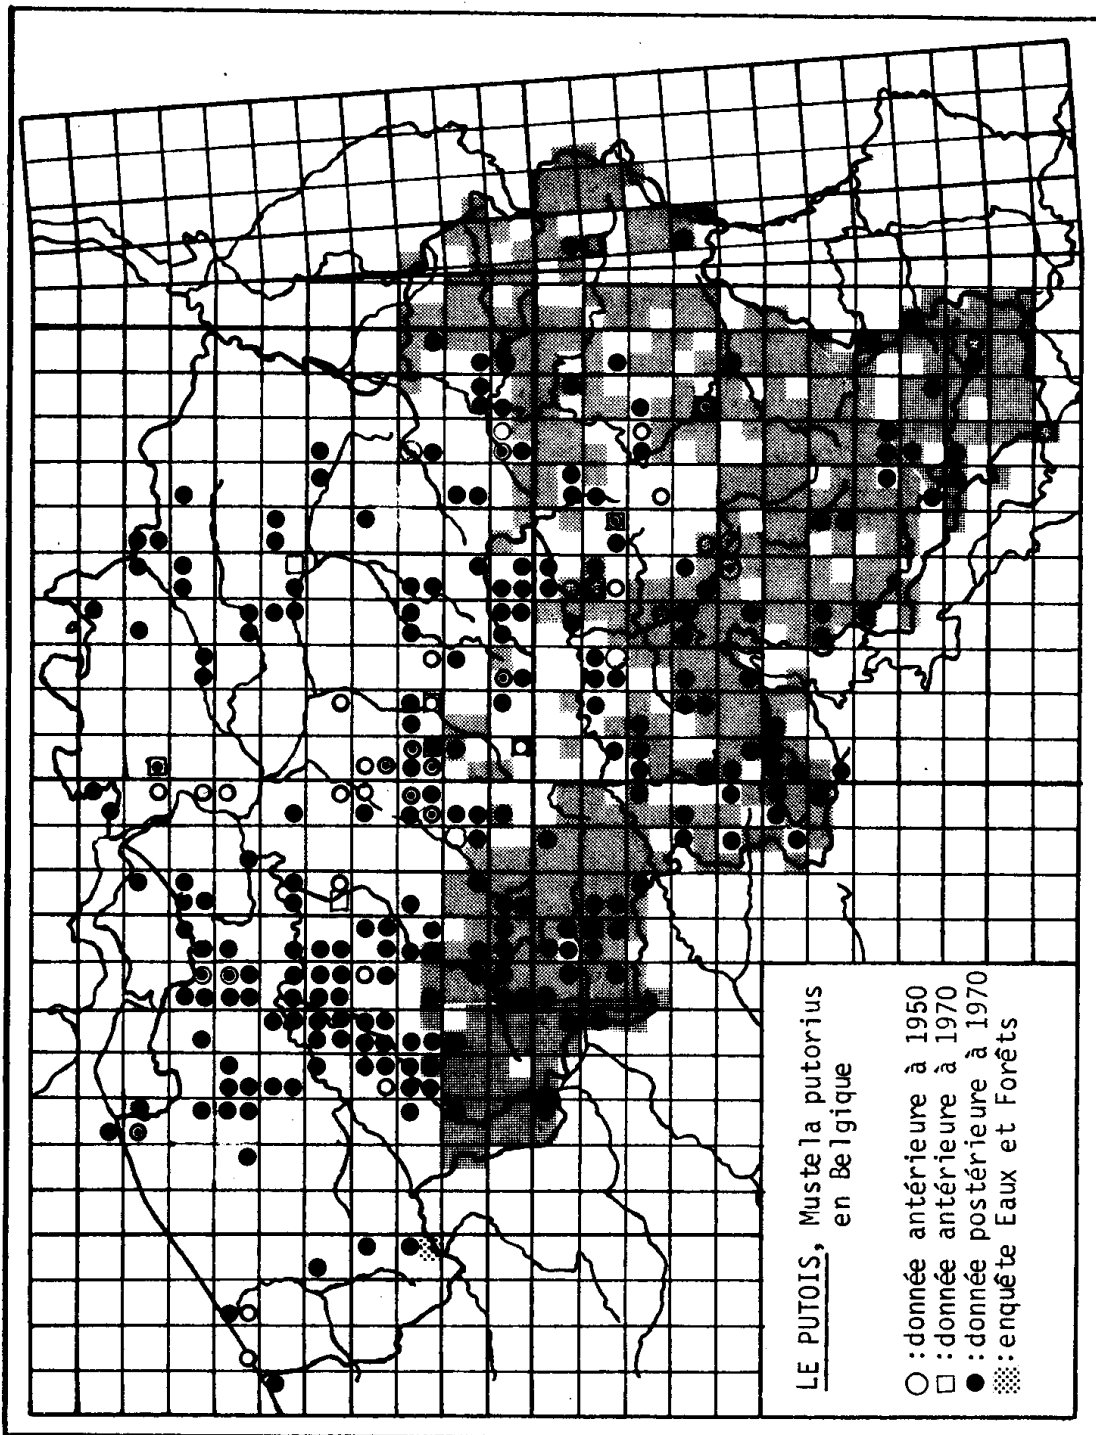 LE PUTOIS, Mustela putorius
en Belgique
○ : donnée antérieure à 1950
□ : donnée antérieure à 1970
● : donnée postérieure à 1970
: enquête Eaux et Forêts